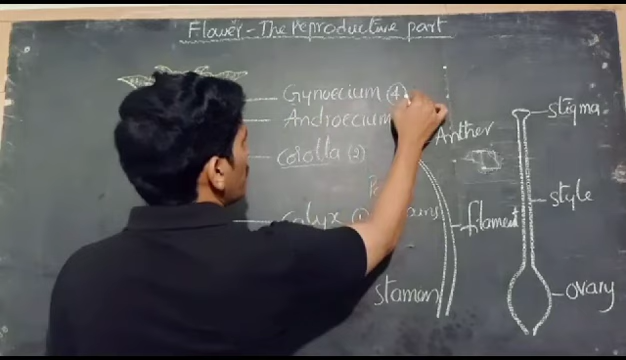 Flower - The reproductive part
Gynoecium (4)
Androecium
Corolla (2)
Calyx (1)
Anther
filament
stamen
stigma
style
ovary